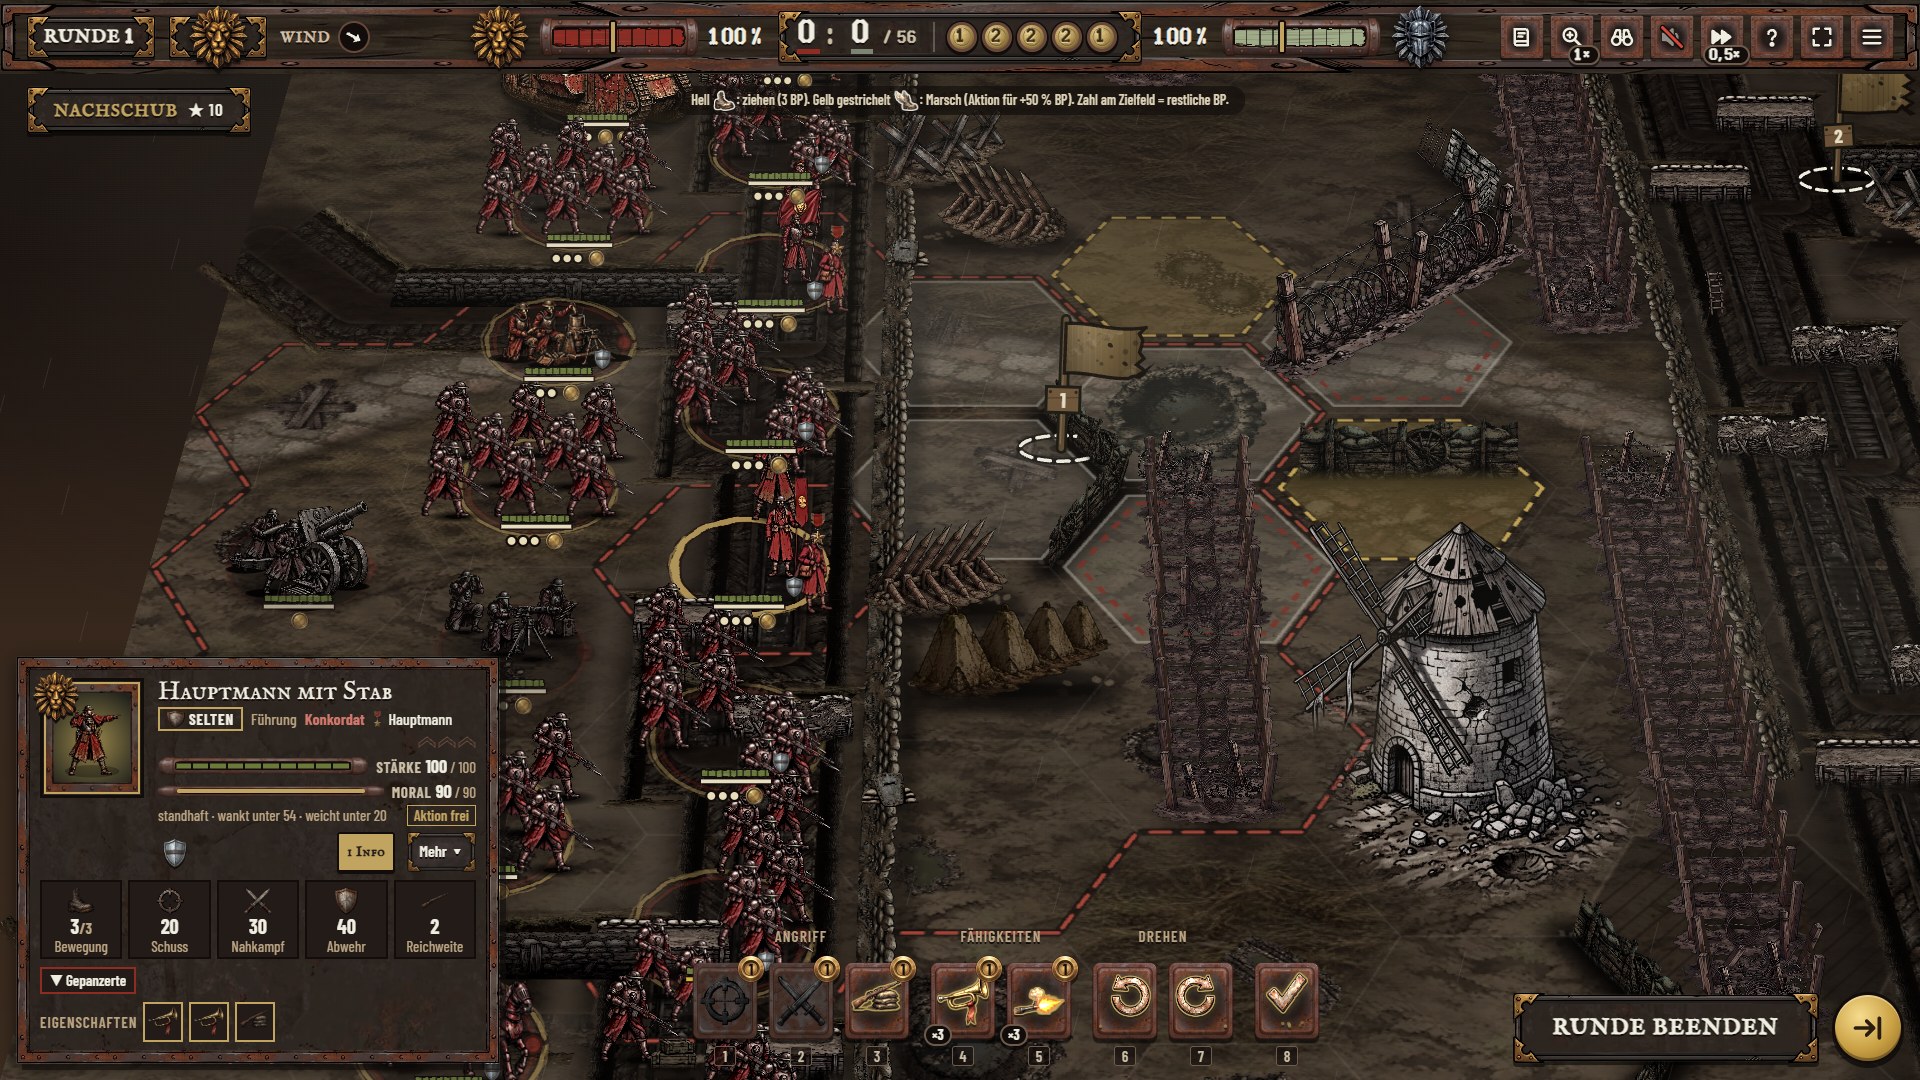 RUNDE 1
WIND
100 %
0 : 0 / 56
1 2 2 2 1
100 %
1×
0,5×
?
NACHSCHUB ★ 10
Hell : ziehen (3 BP). Gelb gestrichelt : Marsch (Aktion für +50 % BP). Zahl am Zielfeld = restliche BP.
2
1
HAUPTMANN MIT STAB
SELTEN Führung Konkordat Hauptmann
STÄRKE 100 / 100
MORAL 90 / 90
standhaft · wankt unter 54 · weicht unter 20
Aktion frei
I INFO
Mehr ▼
3/3
Bewegung
20
Schuss
30
Nahkampf
40
Abwehr
2
Reichweite
▼ Gepanzerte
EIGENSCHAFTEN
ANGRIFF
FÄHIGKEITEN
DREHEN
1 1 1 1 1
×3 ×3
1 2 3 4 5 6 7 8
RUNDE BEENDEN